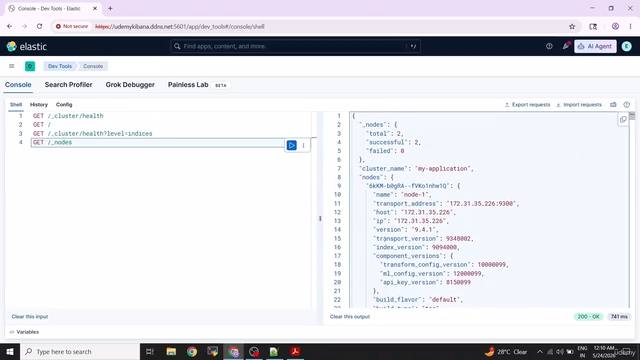 Console - Dev Tools - Elastic
Not secure
https://udemykibana.ddns.net:5601/app/dev_tools#/console/shell
elastic
Find apps, content, and more.
AI Agent
E
D
Dev Tools
Console
Console
Search Profiler
Grok Debugger
Painless Lab
BETA
Shell
History
Config
Export requests
Import requests
1 GET /_cluster/health
2 GET /
3 GET /_cluster/health?level=indices
4 GET /_nodes
1 {
2 "_nodes": {
3 "total": 2,
4 "successful": 2,
5 "failed": 0
6 },
7 "cluster_name": "my-application",
8 "nodes": {
9 "6kKM-b0gRA--fVKo1nhw1Q": {
10 "name": "node-1",
11 "transport_address": "172.31.35.226:9300",
12 "host": "172.31.35.226",
13 "ip": "172.31.35.226",
14 "version": "9.4.1",
15 "transport_version": 9348002,
16 "index_version": 9094000,
17 "component_versions": {
18 "transform_config_version": 10000099,
19 "ml_config_version": 12000099,
20 "api_key_version": 8150099
21 },
22 "build_flavor": "default",
Clear this input
Clear this output
200 - OK
741 ms
Variables
Type here to search
28°C Clear
ENG
IN
12:10 AM
5/24/2026
udemy